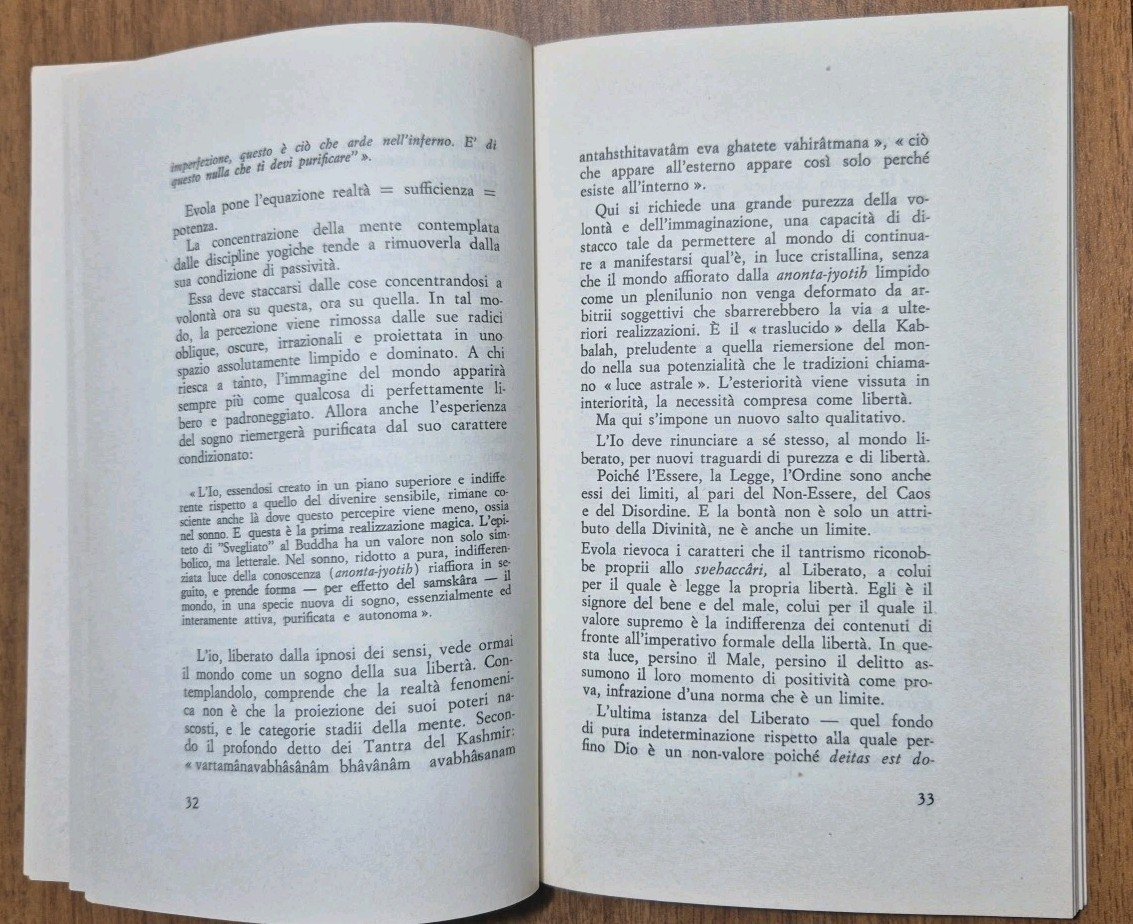 imperfezione, questo è ciò che arde nell'inferno. E' di
questo nulla che ti devi purificare" ».
Evola pone l'equazione realtà = sufficienza =
potenza.
La concentrazione della mente contemplata
dalle discipline yogiche tende a rimuoverla dalla
sua condizione di passività.
Essa deve staccarsi dalle cose concentrandosi a
volontà ora su questa, ora su quella. In tal mo-
do, la percezione viene rimossa dalle sue radici
oblique, oscure, irrazionali e proiettata in uno
spazio assolutamente limpido e dominato. A chi
riesca a tanto, l'immagine del mondo apparirà
sempre più come qualcosa di perfettamente li-
bero e padroneggiato. Allora anche l'esperienza
del sogno riemergerà purificata dal suo carattere
condizionato:
« L'Io, essendosi creato in un piano superiore e indiffe
rente rispetto a quello del divenire sensibile, rimane co-
sciente anche là dove questo percepire viene meno, ossia
nel sonno. E questa è la prima realizzazione magica. L'epi-
teto di "Svegliato" al Buddha ha un valore non solo sim-
bolico, ma letterale. Nel sonno, ridotto a pura, indifferen-
ziata luce della conoscenza (anonta-jyotih) riaffiora in se-
guito, e prende forma — per effetto del samskâra — il
mondo, in una specie nuova di sogno, essenzialmente ed
interamente attiva, purificata e autonoma ».
L'io, liberato dalla ipnosi dei sensi, vede ormai
il mondo come un sogno della sua libertà. Con-
templandolo, comprende che la realtà fenomeni-
ca non è che la proiezione dei suoi poteri na-
scosti, e le categorie stadii della mente. Secon-
do il profondo detto dei Tantra del Kashmir:
« vartamânavabhâsânâm bhâvânâm avabhâsanam
32
antahsthitavatâm eva ghatete vahirâtmana », « ciò
che appare all'esterno appare così solo perché
esiste all'interno ».
Qui si richiede una grande purezza della vo-
lontà e dell'immaginazione, una capacità di di-
stacco tale da permettere al mondo di continua-
re a manifestarsi qual'è, in luce cristallina, senza
che il mondo affiorato dalla anonta-jyotih limpido
come un plenilunio non venga deformato da ar-
bitrii soggettivi che sbarrerebbero la via a ulte-
riori realizzazioni. È il « traslucido » della Kab-
balah, preludente a quella riemersione del mon-
do nella sua potenzialità che le tradizioni chiama-
no « luce astrale ». L'esteriorità viene vissuta in
interiorità, la necessità compresa come libertà.
Ma qui s'impone un nuovo salto qualitativo.
L'Io deve rinunciare a sé stesso, al mondo li-
berato, per nuovi traguardi di purezza e di libertà.
Poiché l'Essere, la Legge, l'Ordine sono anche
essi dei limiti, al pari del Non-Essere, del Caos
e del Disordine. E la bontà non è solo un attri-
buto della Divinità, ne è anche un limite.
Evola rievoca i caratteri che il tantrismo riconob-
be proprii allo svehaccâri, al Liberato, a colui
per il quale è legge la propria libertà. Egli è il
signore del bene e del male, colui per il quale il
valore supremo è la indifferenza dei contenuti di
fronte all'imperativo formale della libertà. In que-
sta luce, persino il Male, persino il delitto as-
sumono il loro momento di positività come pro-
va, infrazione d'una norma che è un limite.
L'ultima istanza del Liberato — quel fondo
di pura indeterminazione rispetto alla quale per-
fino Dio è un non-valore poiché deitas est do-
33